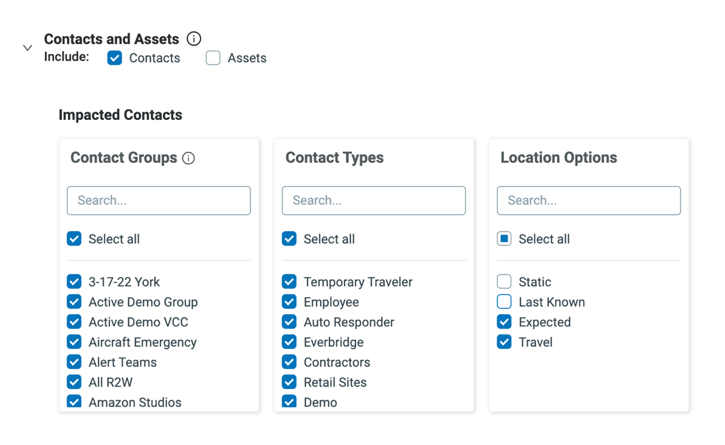 Contacts and Assets
Include: Contacts Assets
Impacted Contacts
Contact Groups
Search...
Select all
3-17-22 York
Active Demo Group
Active Demo VCC
Aircraft Emergency
Alert Teams
All R2W
Amazon Studios
Contact Types
Search...
Select all
Temporary Traveler
Employee
Auto Responder
Everbridge
Contractors
Retail Sites
Demo
Location Options
Search...
Select all
Static
Last Known
Expected
Travel